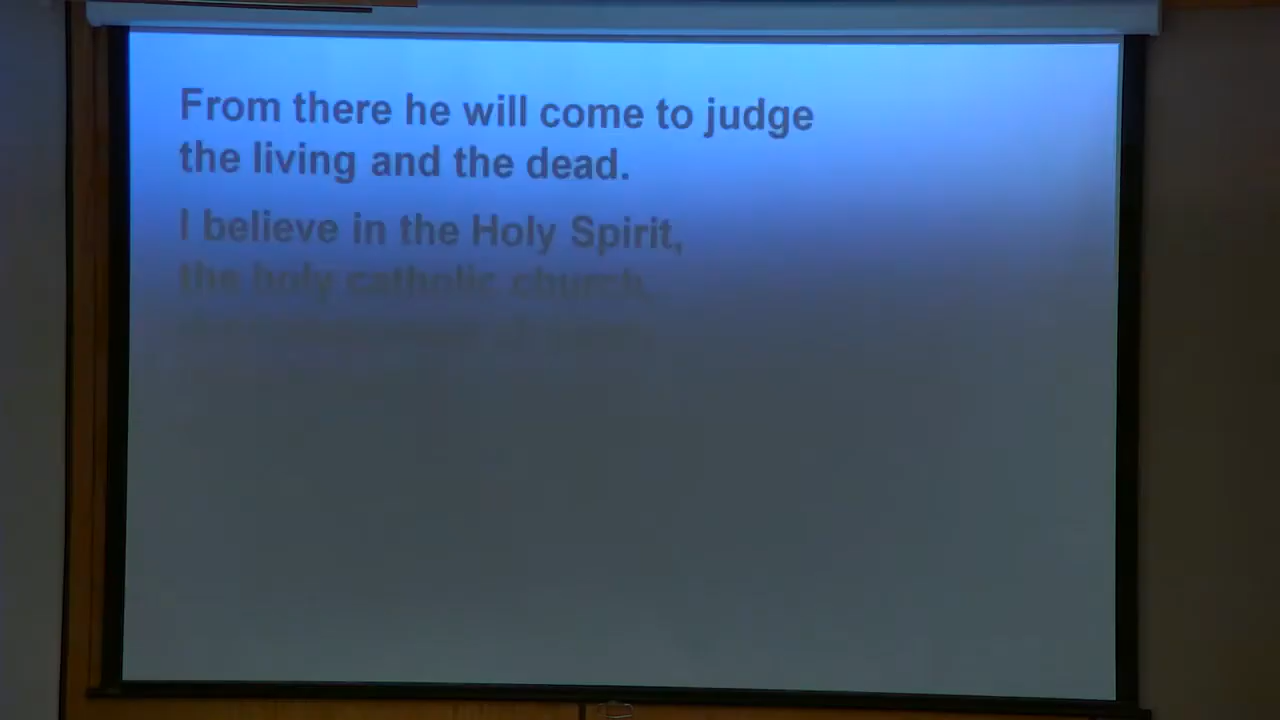 From there he will come to judge
the living and the dead.
I believe in the Holy Spirit,
the holy catholic church,